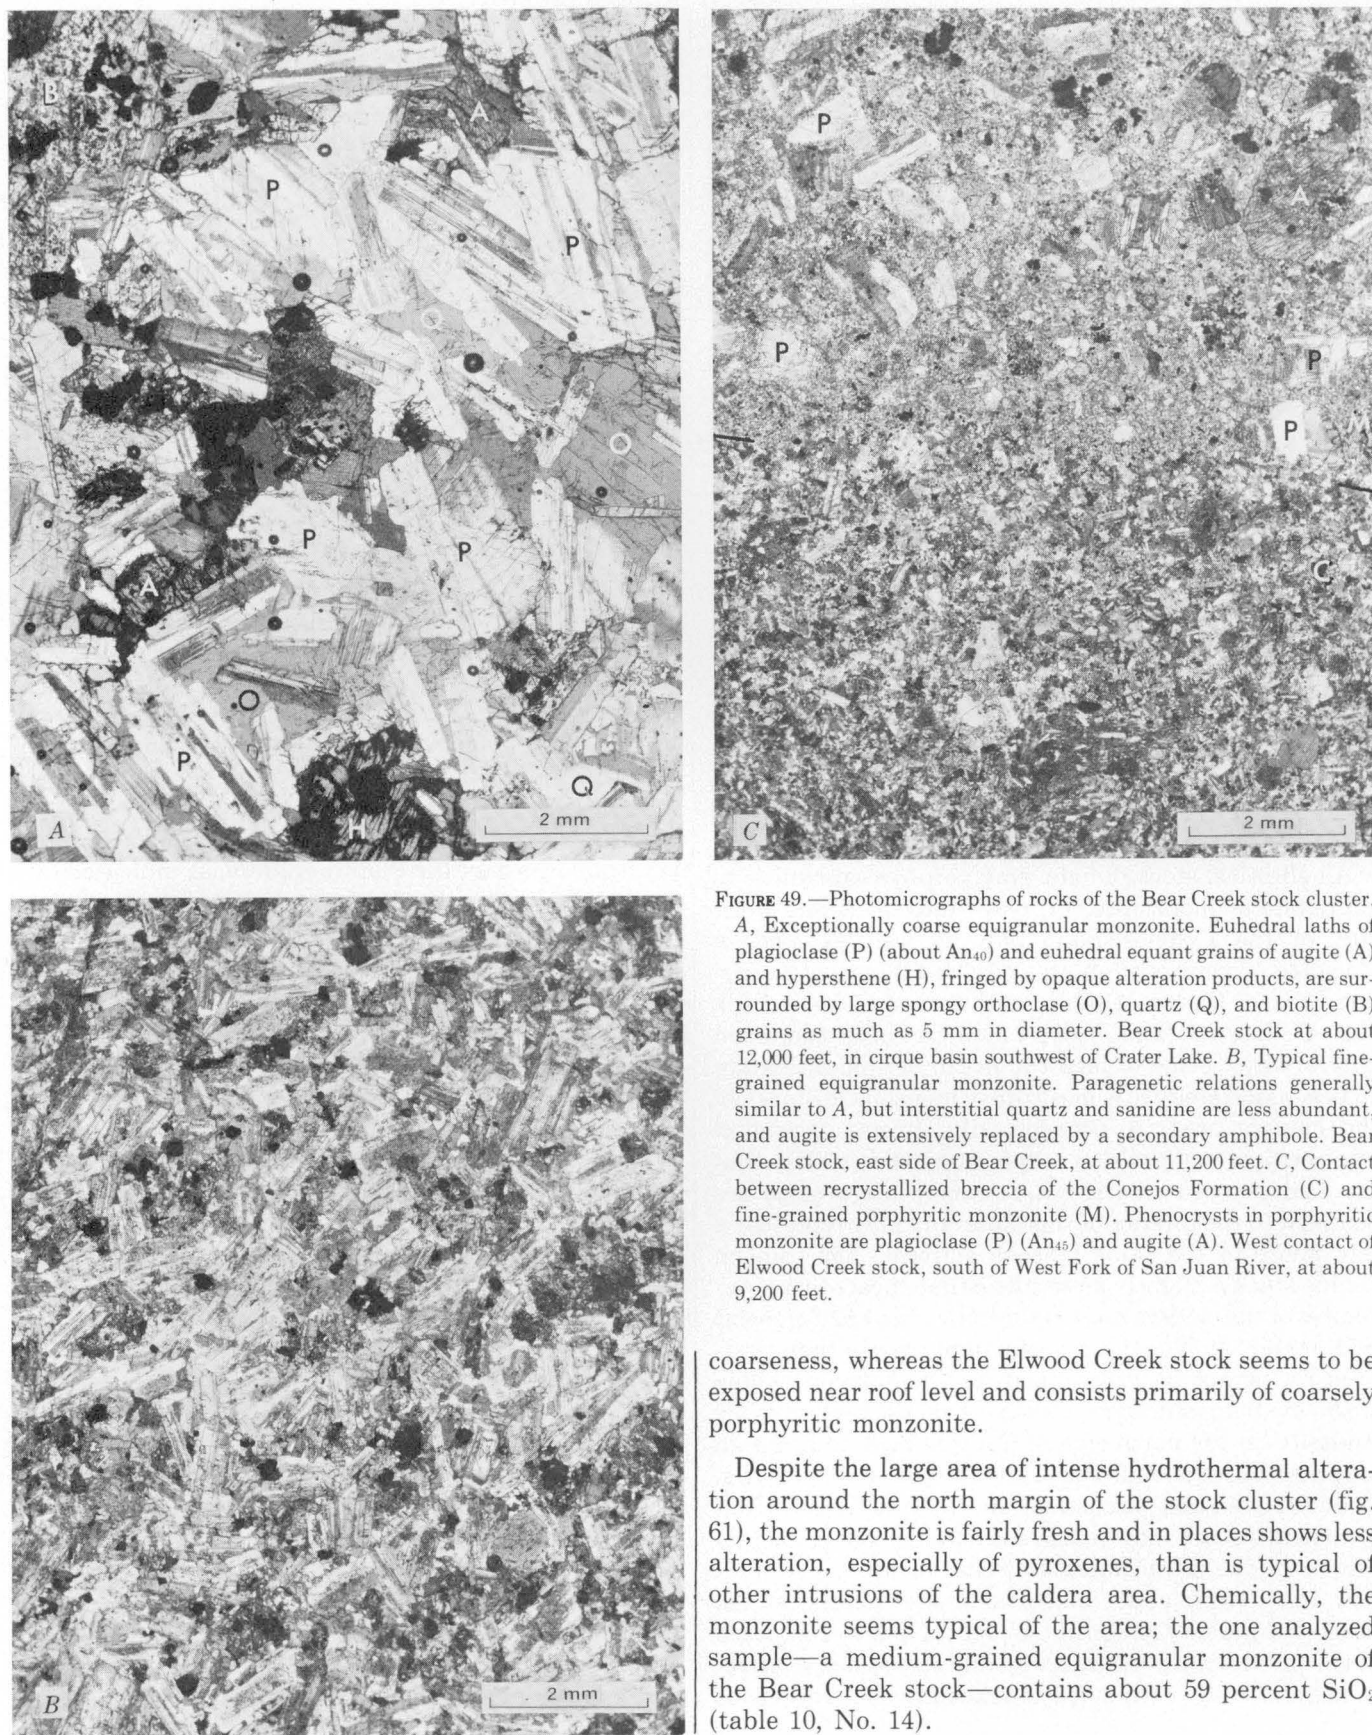 B
A
P
P
O
O
P
P
A
O
P
Q
H
A
2 mm
P
A
P
P
P
M
C
C
2 mm
B
2 mm
FIGURE 49.—Photomicrographs of rocks of the Bear Creek stock cluster.
A, Exceptionally coarse equigranular monzonite. Euhedral laths of
plagioclase (P) (about An₄₀) and euhedral equant grains of augite (A)
and hypersthene (H), fringed by opaque alteration products, are sur-
rounded by large spongy orthoclase (O), quartz (Q), and biotite (B)
grains as much as 5 mm in diameter. Bear Creek stock at about
12,000 feet, in cirque basin southwest of Crater Lake. B, Typical fine-
grained equigranular monzonite. Paragenetic relations generally
similar to A, but interstitial quartz and sanidine are less abundant
and augite is extensively replaced by a secondary amphibole. Bear
Creek stock, east side of Bear Creek, at about 11,200 feet. C, Contact
between recrystallized breccia of the Conejos Formation (C) and
fine-grained porphyritic monzonite (M). Phenocrysts in porphyritic
monzonite are plagioclase (P) (An₄₅) and augite (A). West contact of
Elwood Creek stock, south of West Fork of San Juan River, at about
9,200 feet.
coarseness, whereas the Elwood Creek stock seems to be
exposed near roof level and consists primarily of coarsely
porphyritic monzonite.
Despite the large area of intense hydrothermal altera-
tion around the north margin of the stock cluster (fig.
61), the monzonite is fairly fresh and in places shows less
alteration, especially of pyroxenes, than is typical of
other intrusions of the caldera area. Chemically, the
monzonite seems typical of the area; the one analyzed
sample—a medium-grained equigranular monzonite of
the Bear Creek stock—contains about 59 percent SiO₂
(table 10, No. 14).